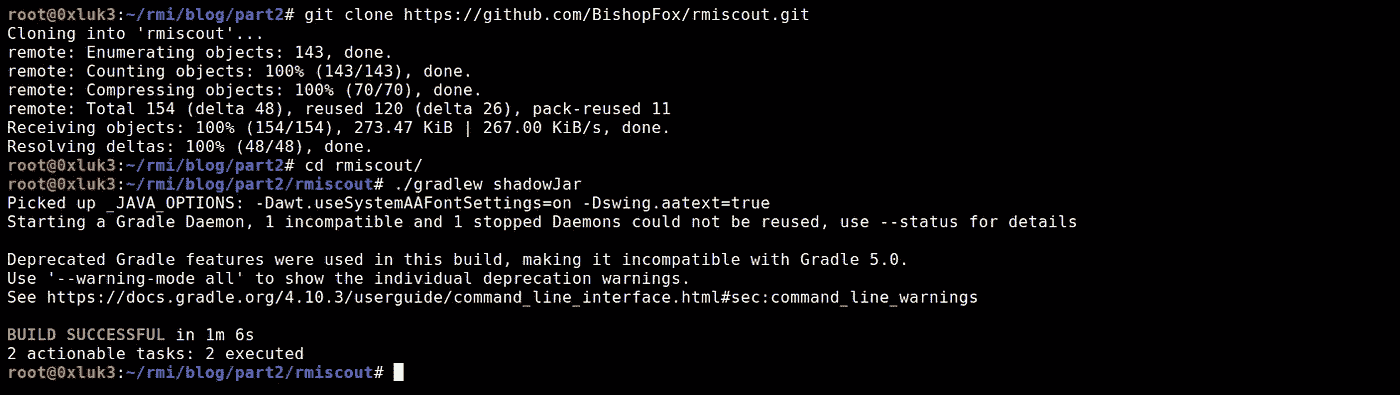 root@0xluk3:~/rmi/blog/part2# git clone https://github.com/BishopFox/rmiscout.git
Cloning into 'rmiscout'...
remote: Enumerating objects: 143, done.
remote: Counting objects: 100% (143/143), done.
remote: Compressing objects: 100% (70/70), done.
remote: Total 154 (delta 48), reused 120 (delta 26), pack-reused 11
Receiving objects: 100% (154/154), 273.47 KiB | 267.00 KiB/s, done.
Resolving deltas: 100% (48/48), done.
root@0xluk3:~/rmi/blog/part2# cd rmiscout/
root@0xluk3:~/rmi/blog/part2/rmiscout# ./gradlew shadowJar
Picked up _JAVA_OPTIONS: -Dawt.useSystemAAFontSettings=on -Dswing.aatext=true
Starting a Gradle Daemon, 1 incompatible and 1 stopped Daemons could not be reused, use --status for details
Deprecated Gradle features were used in this build, making it incompatible with Gradle 5.0.
Use '--warning-mode all' to show the individual deprecation warnings.
See https://docs.gradle.org/4.10.3/userguide/command_line_interface.html#sec:command_line_warnings
BUILD SUCCESSFUL in 1m 6s
2 actionable tasks: 2 executed
root@0xluk3:~/rmi/blog/part2/rmiscout#